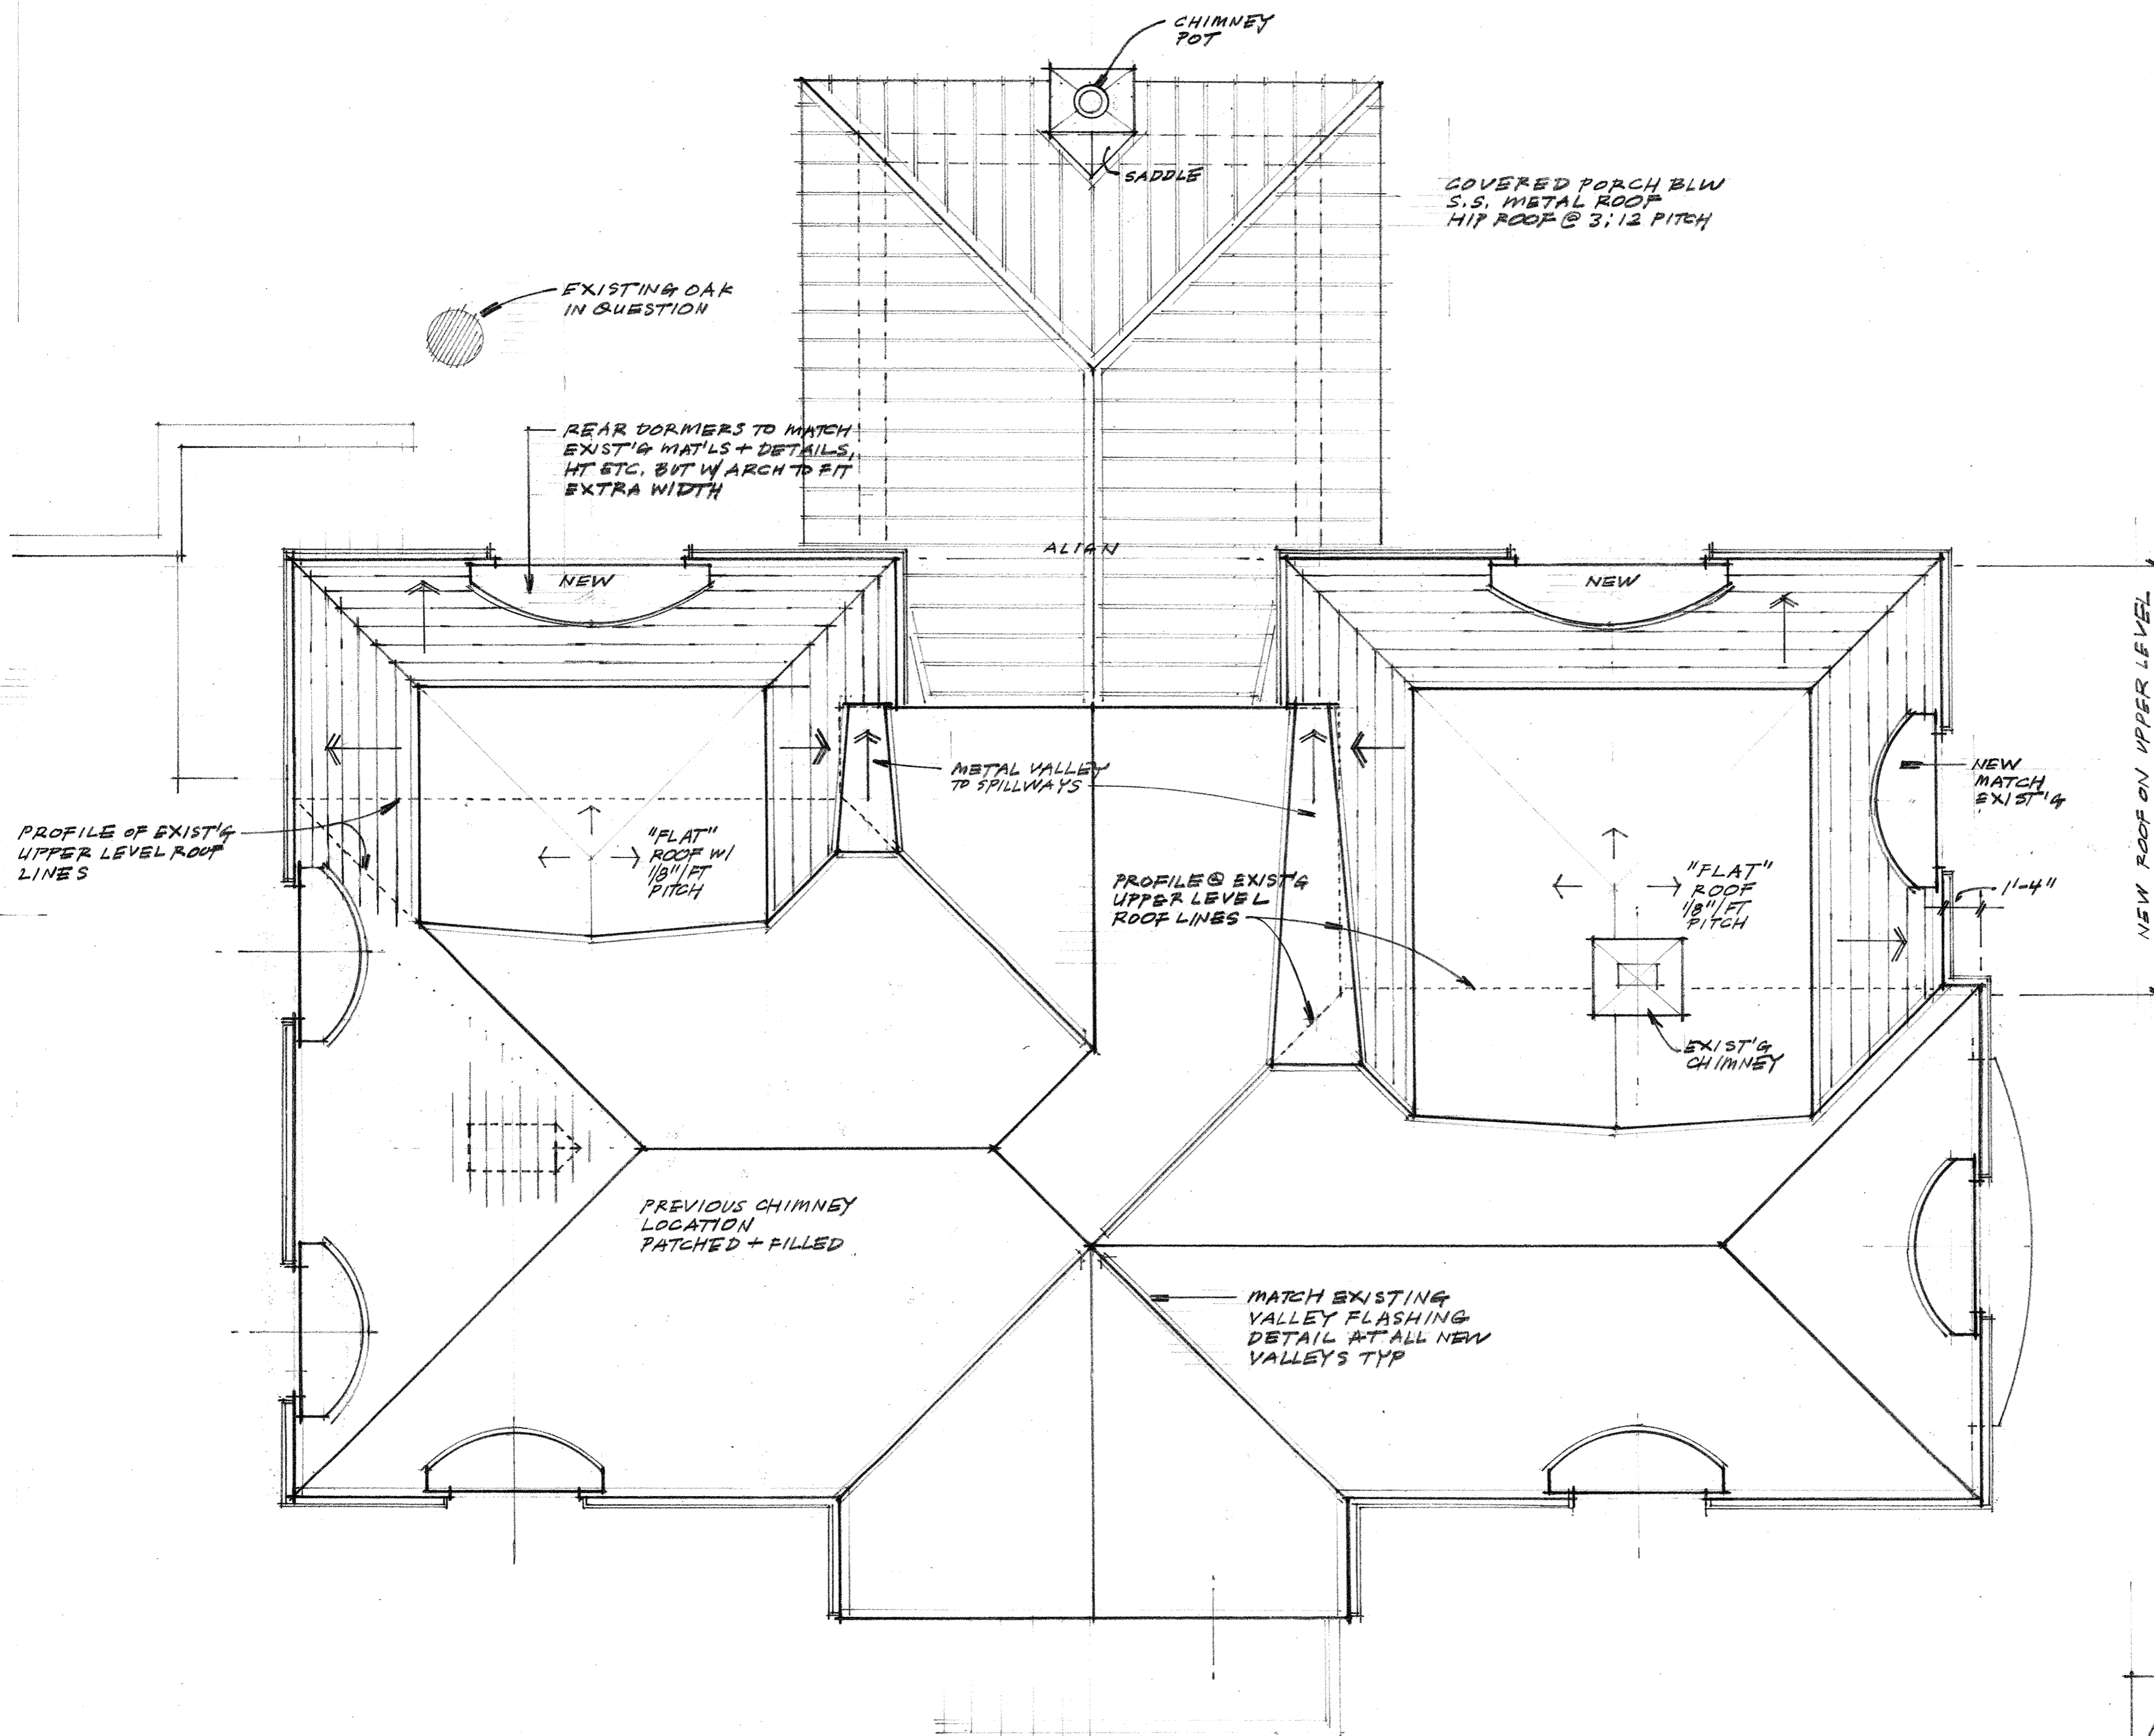 CHIMNEY
POT
SADDLE
COVERED PORCH BLW
S.S. METAL ROOF
HIP ROOF @ 3:12 PITCH
EXISTING OAK
IN QUESTION
REAR DORMERS TO MATCH
EXIST'G MAT'LS + DETAILS,
HT ETC. BUT W/ ARCH TO FIT
EXTRA WIDTH
ALIGN
NEW
NEW
NEW ROOF ON UPPER LEVEL
METAL VALLEY
TO SPILLWAYS
NEW
MATCH
EXIST'G
PROFILE OF EXIST'G
UPPER LEVEL ROOF
LINES
"FLAT"
ROOF W/
1/8"/FT
PITCH
PROFILE @ EXIST'G
UPPER LEVEL
ROOF LINES
"FLAT"
ROOF
1/8"/FT
PITCH
1'-4"
EXIST'G
CHIMNEY
PREVIOUS CHIMNEY
LOCATION
PATCHED + FILLED
MATCH EXISTING
VALLEY FLASHING
DETAIL AT ALL NEW
VALLEYS TYP